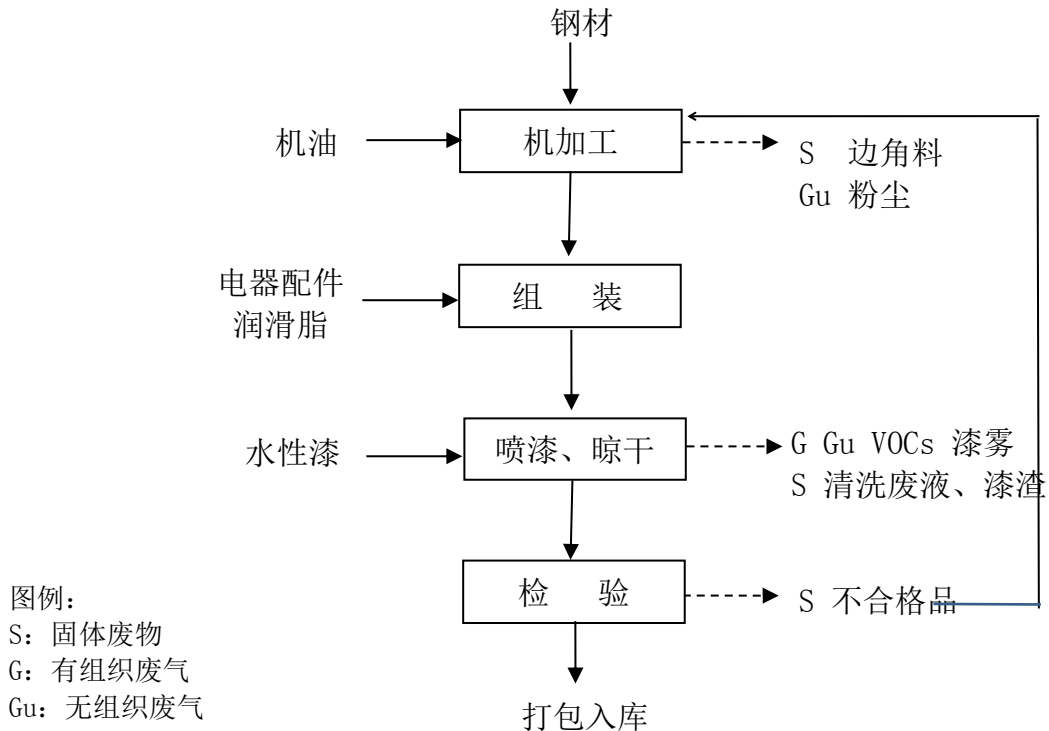 钢材
机油
机加工
S 边角料
Gu 粉尘
电器配件
润滑脂
组 装
水性漆
喷漆、晾干
G Gu VOCs 漆雾
S 清洗废液、漆渣
检 验
S 不合格品
图例：
S：固体废物
G：有组织废气
Gu：无组织废气
打包入库